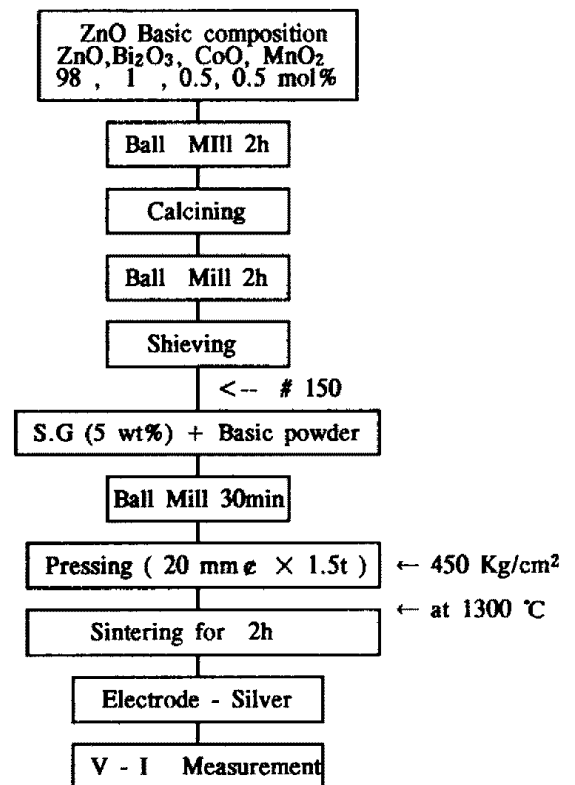 ZnO Basic composition
ZnO,Bi₂O₃, CoO, MnO₂
98 , 1 , 0.5, 0.5 mol%
Ball MIll 2h
Calcining
Ball Mill 2h
Shieving
<-- # 150
S.G (5 wt%) + Basic powder
Ball Mill 30min
Pressing ( 20 mm¢ × 1.5t ) ← 450 Kg/cm²
← at 1300 ℃
Sintering for 2h
Electrode - Silver
V - I Measurement